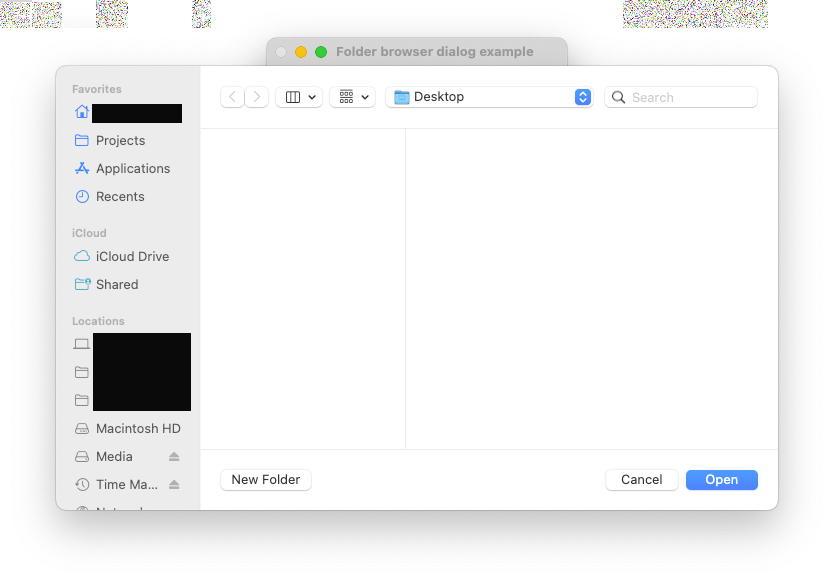 Folder browser dialog example
Favorites
Projects
Applications
Recents
iCloud
iCloud Drive
Shared
Locations
Macintosh HD
Media
Time Ma...
Desktop
Search
New Folder
Cancel
Open